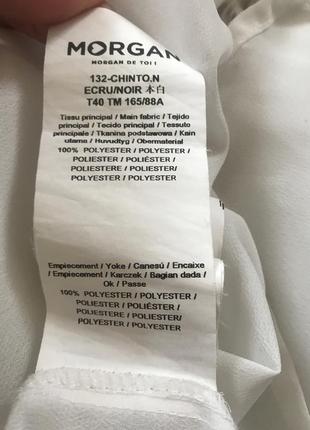 MORGAN
MORGAN DE TOI !
132-CHINTO.N
ECRU/NOIR 本白
T40 TM 165/88A
Tissu principal / Main fabric / Tejido
principal / Tecido principal / Tessuto
principale / Tkanina podstawowa / Kain
utama / Huvudtyg / Obermaterial
100% POLYESTER / POLYESTER /
POLIESTER / POLIÉSTER /
POLIESTERE / POLIESTER /
POLIESTER / POLYESTER/
POLYESTER
Empiecement / Yoke / Canesú / Encaixe
/ Empiecement / Karczek / Bagian dada /
Ok / Passe
100% POLYESTER / POLYESTER /
POLIESTER / POLIÉSTER /
POLIESTERE / POLIESTER/
POLIESTER / POLYESTER/
POLYESTER